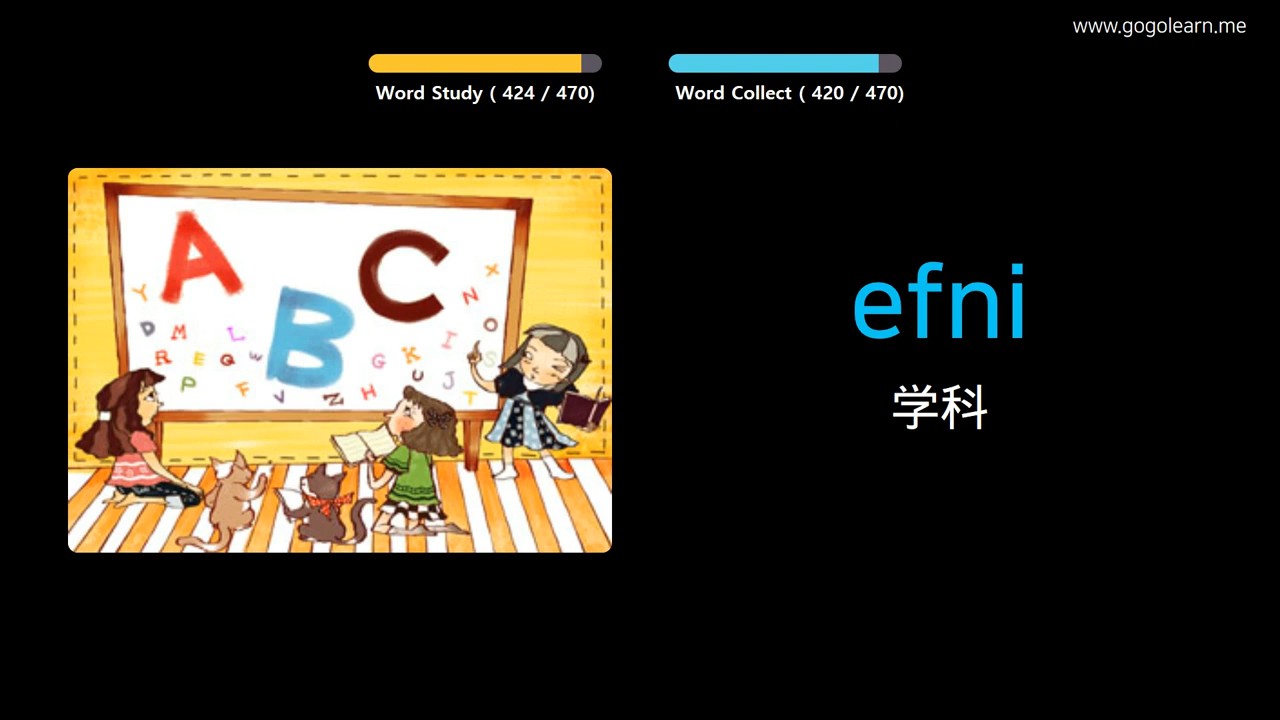 www.gogolearn.me
Word Study ( 424 / 470)
Word Collect ( 420 / 470)
A
B
C
Y
X
N
D
M
L
O
I
R
E
Q
W
G
K
S
P
F
V
Z
H
U
J
T
efni
学科